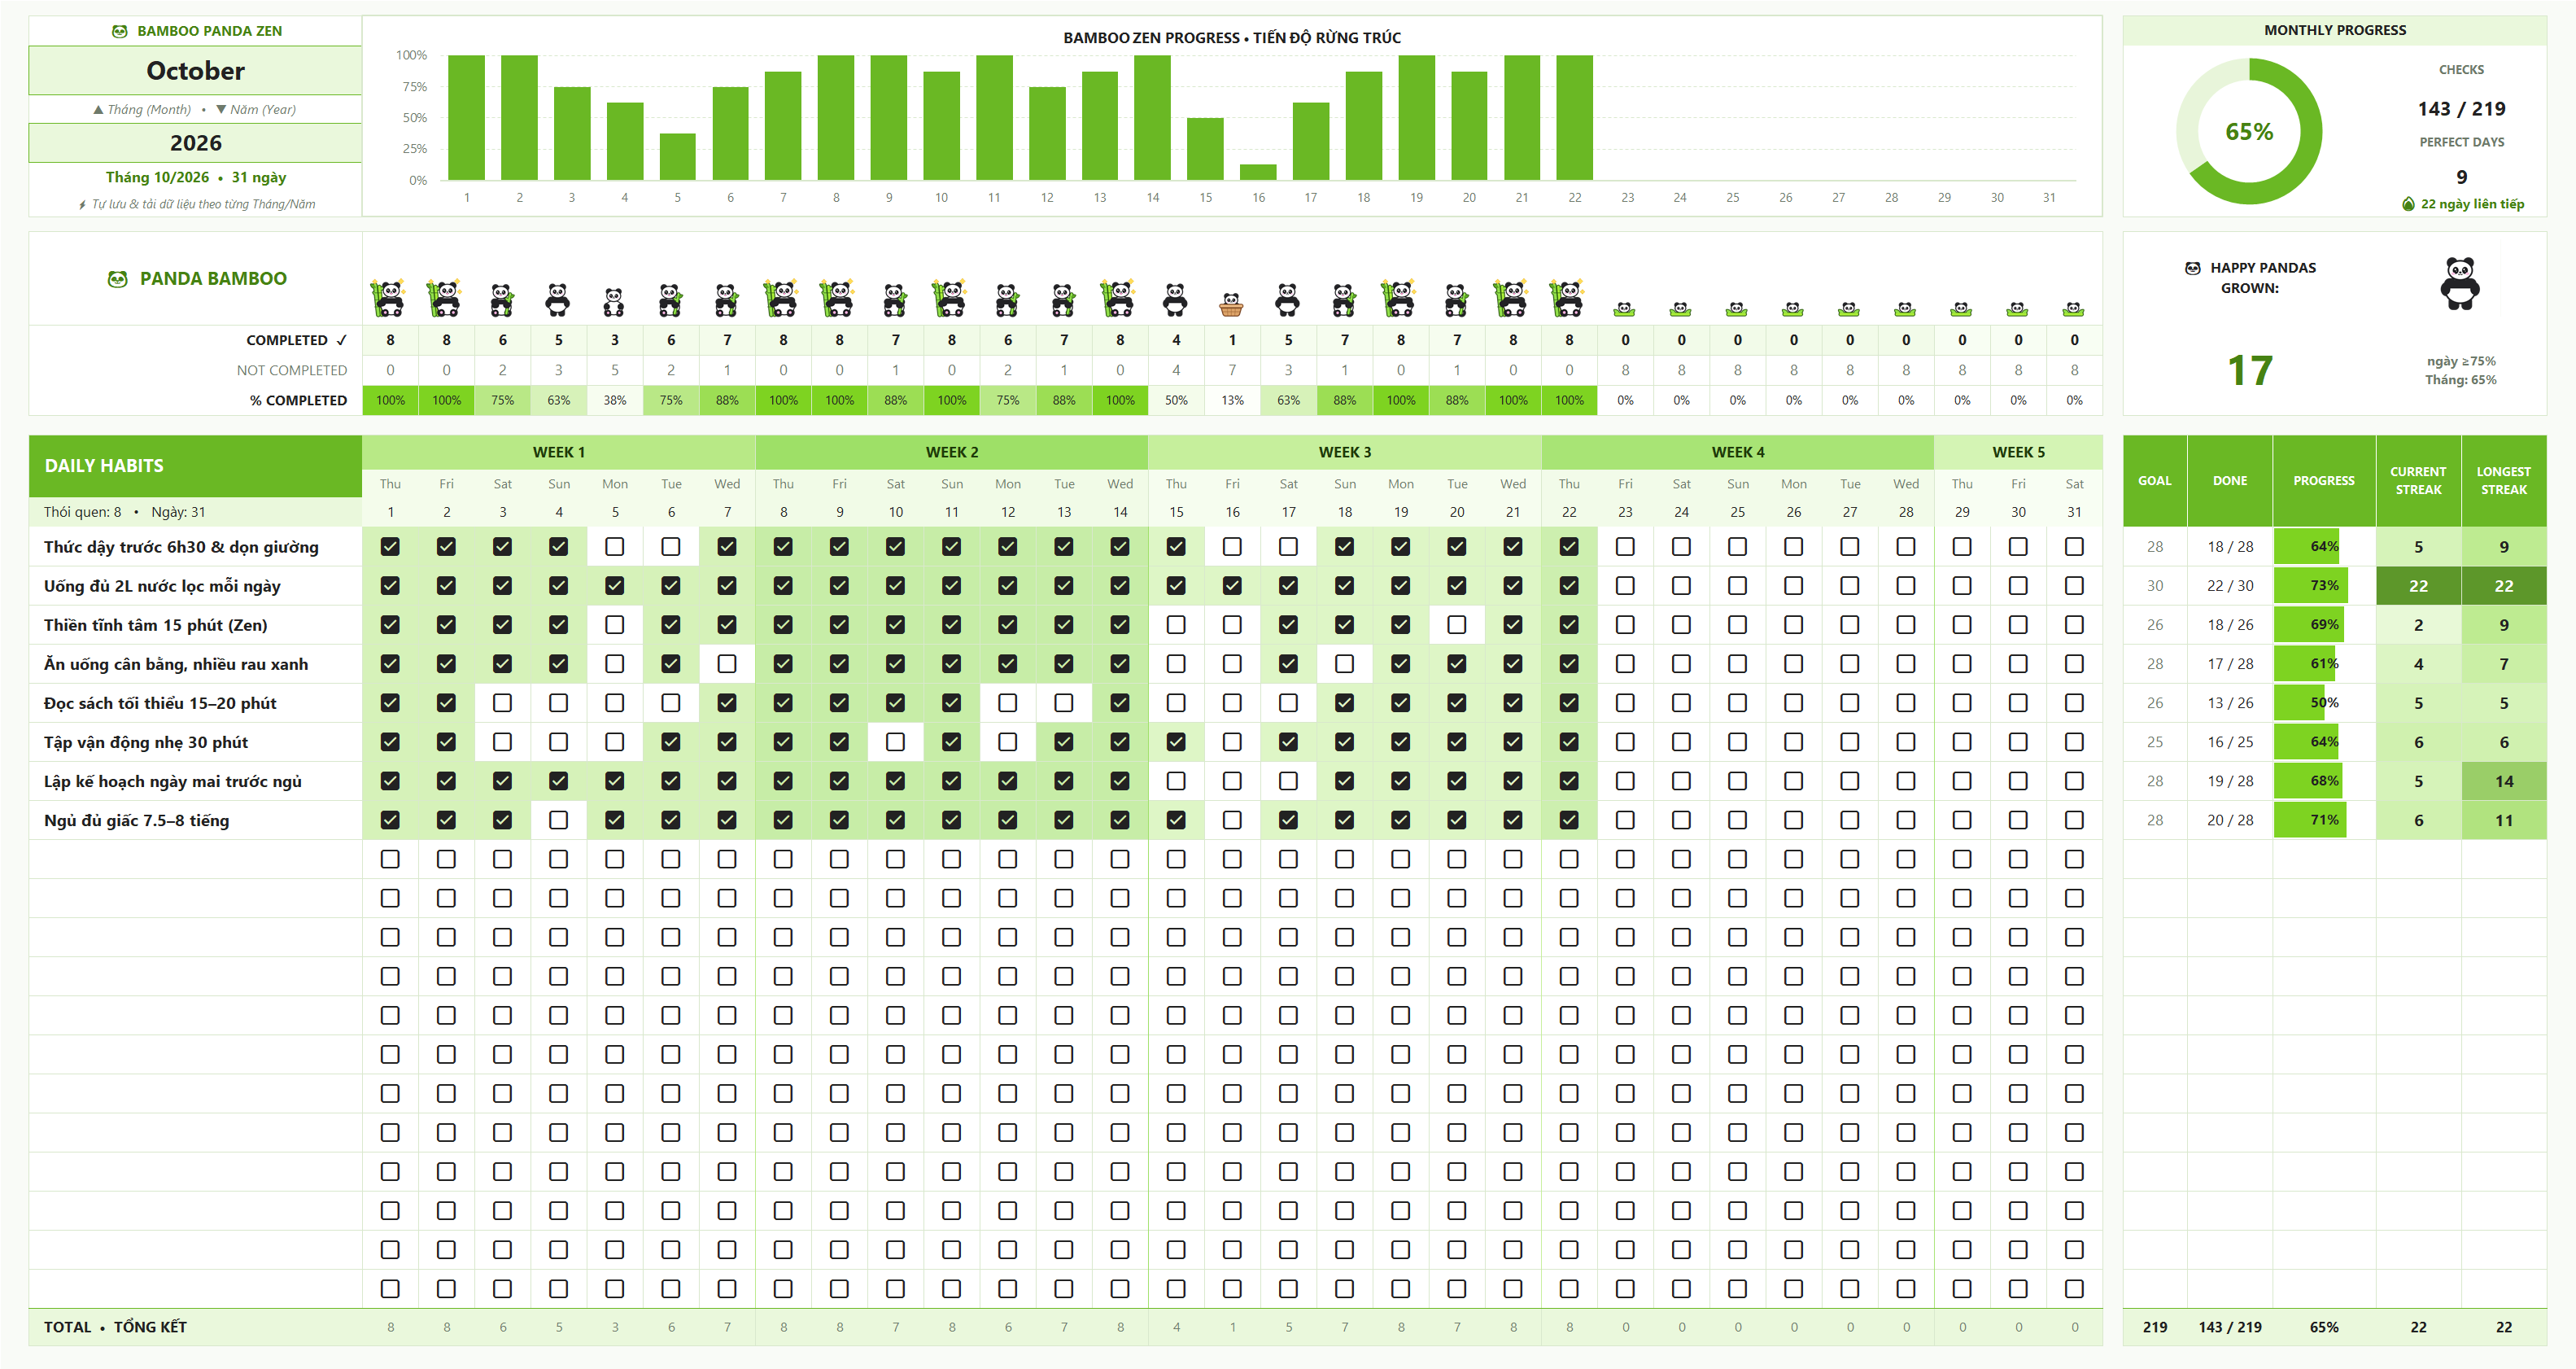 BAMBOO PANDA ZEN
October
▲ Tháng (Month) • ▼ Năm (Year)
2026
Tháng 10/2026 • 31 ngày
Tự lưu & tải dữ liệu theo từng Tháng/Năm
BAMBOO ZEN PROGRESS • TIẾN ĐỘ RỪNG TRÚC
100%
75%
50%
25%
0%
1 2 3 4 5 6 7 8 9 10 11 12 13 14 15 16 17 18 19 20 21 22 23 24 25 26 27 28 29 30 31
MONTHLY PROGRESS
65%
CHECKS
143 / 219
PERFECT DAYS
9
22 ngày liên tiếp
PANDA BAMBOO
COMPLETED ✓ 8 8 6 5 3 6 7 8 8 7 8 6 7 8 4 1 5 7 8 7 8 8 0 0 0 0 0 0 0 0 0
NOT COMPLETED 0 0 2 3 5 2 1 0 0 1 0 2 1 0 4 7 3 1 0 1 0 0 8 8 8 8 8 8 8 8 8
% COMPLETED 100% 100% 75% 63% 38% 75% 88% 100% 100% 88% 100% 75% 88% 100% 50% 13% 63% 88% 100% 88% 100% 100% 0% 0% 0% 0% 0% 0% 0% 0% 0%
HAPPY PANDAS
GROWN:
17
ngày ≥75%
Tháng: 65%
DAILY HABITS
WEEK 1 WEEK 2 WEEK 3 WEEK 4 WEEK 5
Thu Fri Sat Sun Mon Tue Wed Thu Fri Sat Sun Mon Tue Wed Thu Fri Sat Sun Mon Tue Wed Thu Fri Sat Sun Mon Tue Wed Thu Fri Sat
Thói quen: 8 • Ngày: 31 1 2 3 4 5 6 7 8 9 10 11 12 13 14 15 16 17 18 19 20 21 22 23 24 25 26 27 28 29 30 31
GOAL DONE PROGRESS CURRENT STREAK LONGEST STREAK
Thức dậy trước 6h30 & dọn giường 28 18 / 28 64% 5 9
Uống đủ 2L nước lọc mỗi ngày 30 22 / 30 73% 22 22
Thiền tĩnh tâm 15 phút (Zen) 26 18 / 26 69% 2 9
Ăn uống cân bằng, nhiều rau xanh 28 17 / 28 61% 4 7
Đọc sách tối thiểu 15–20 phút 26 13 / 26 50% 5 5
Tập vận động nhẹ 30 phút 25 16 / 25 64% 6 6
Lập kế hoạch ngày mai trước ngủ 28 19 / 28 68% 5 14
Ngủ đủ giấc 7.5–8 tiếng 28 20 / 28 71% 6 11
TOTAL • TỔNG KẾT 8 8 6 5 3 6 7 8 8 7 8 6 7 8 4 1 5 7 8 7 8 8 0 0 0 0 0 0 0 0 0 219 143 / 219 65% 22 22